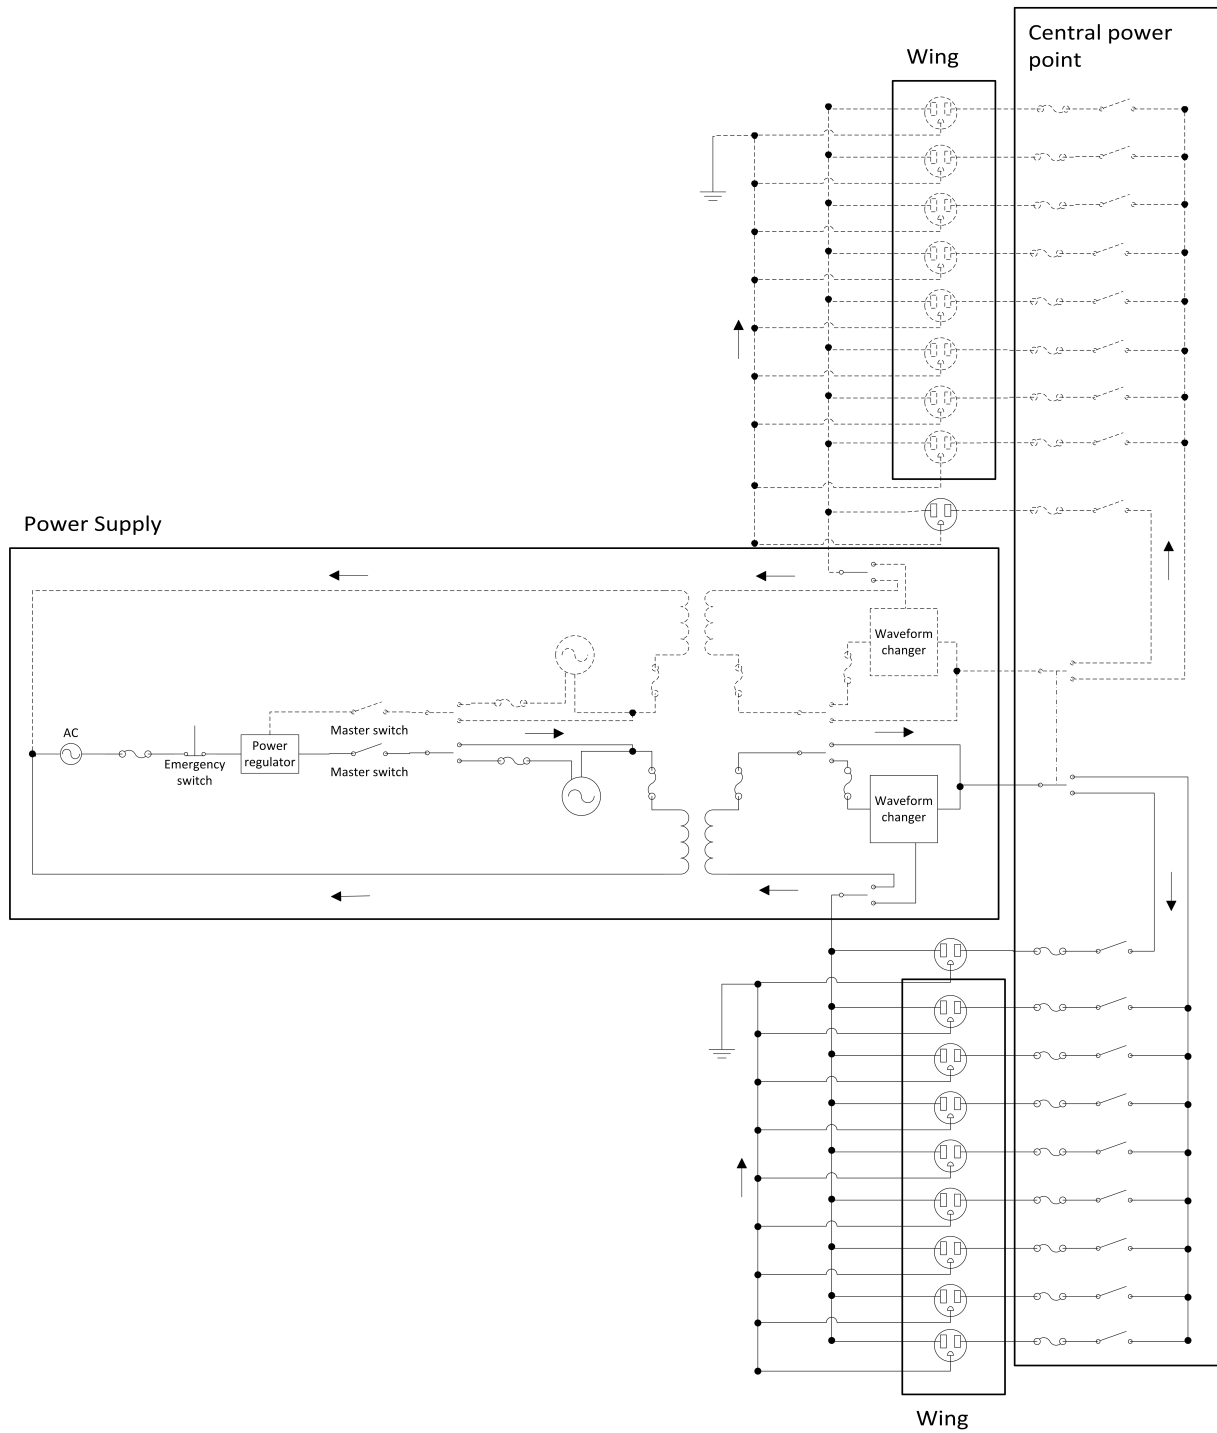 Central power
point
Wing
Power Supply
Waveform
changer
AC
Master switch
Emergency
switch
Power
regulator
Master switch
Waveform
changer
Wing